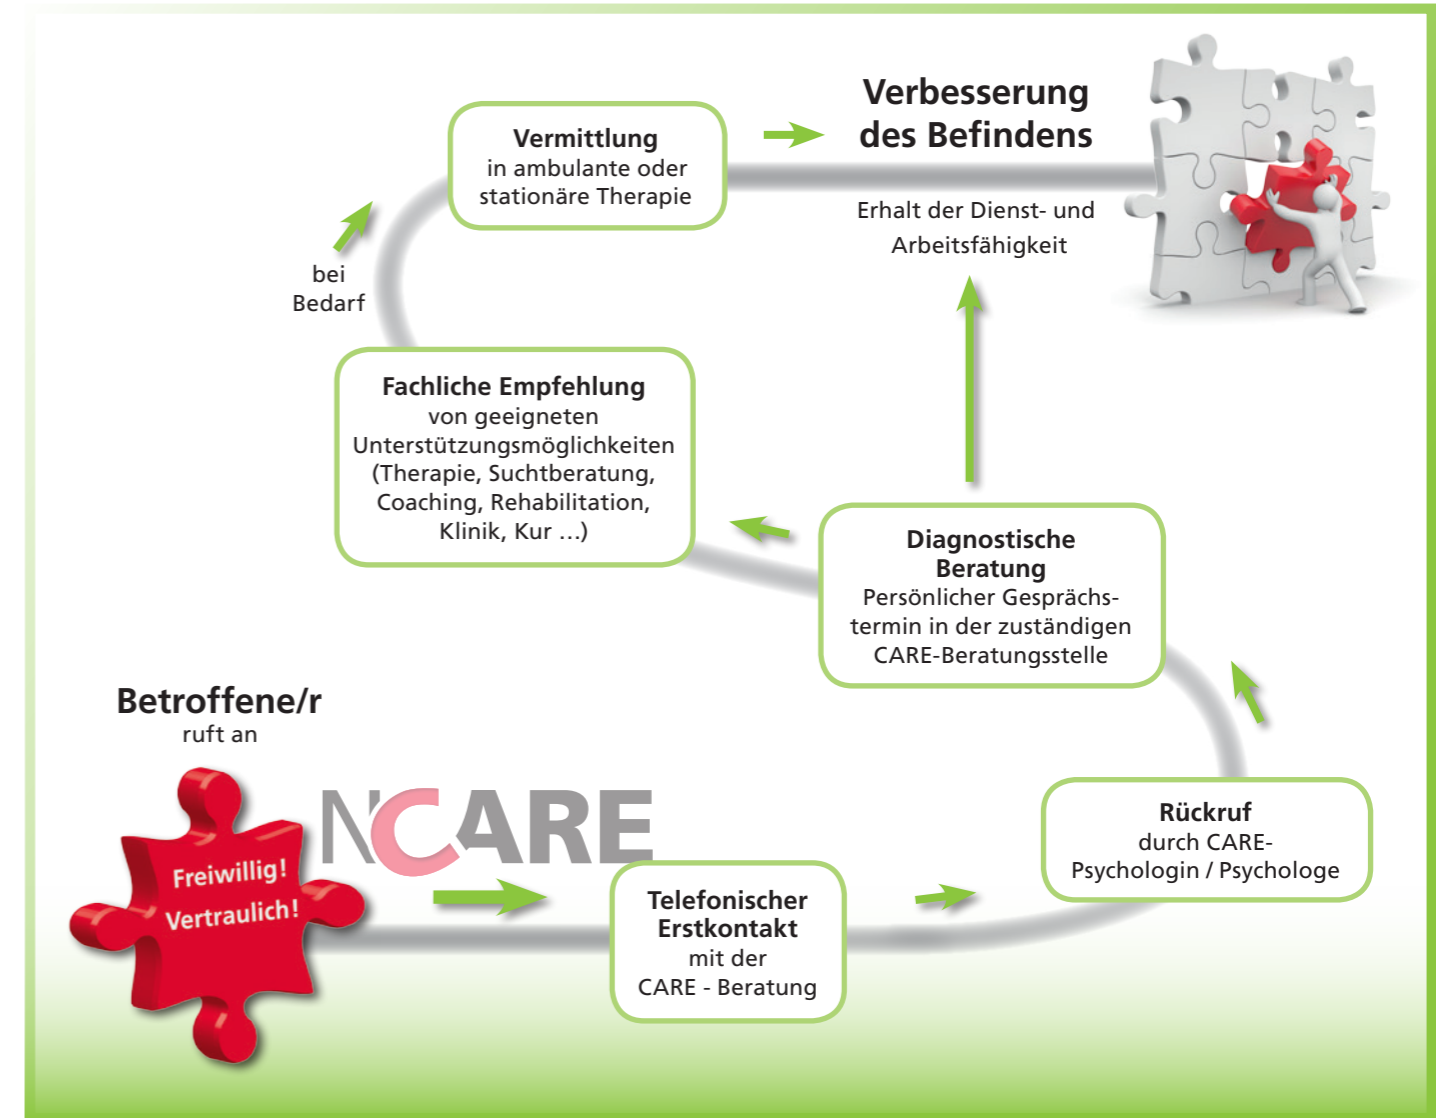 Betroffene/r
ruft an
Freiwillig!
Vertraulich!
NCARE
Telefonischer
Erstkontakt
mit der
CARE - Beratung
Rückruf
durch CARE-
Psychologin / Psychologe
Diagnostische
Beratung
Persönlicher Gesprächs-
termin in der zuständigen
CARE-Beratungsstelle
Fachliche Empfehlung
von geeigneten
Unterstützungsmöglichkeiten
(Therapie, Suchtberatung,
Coaching, Rehabilitation,
Klinik, Kur ...)
bei
Bedarf
Vermittlung
in ambulante oder
stationäre Therapie
Verbesserung
des Befindens
Erhalt der Dienst- und
Arbeitsfähigkeit